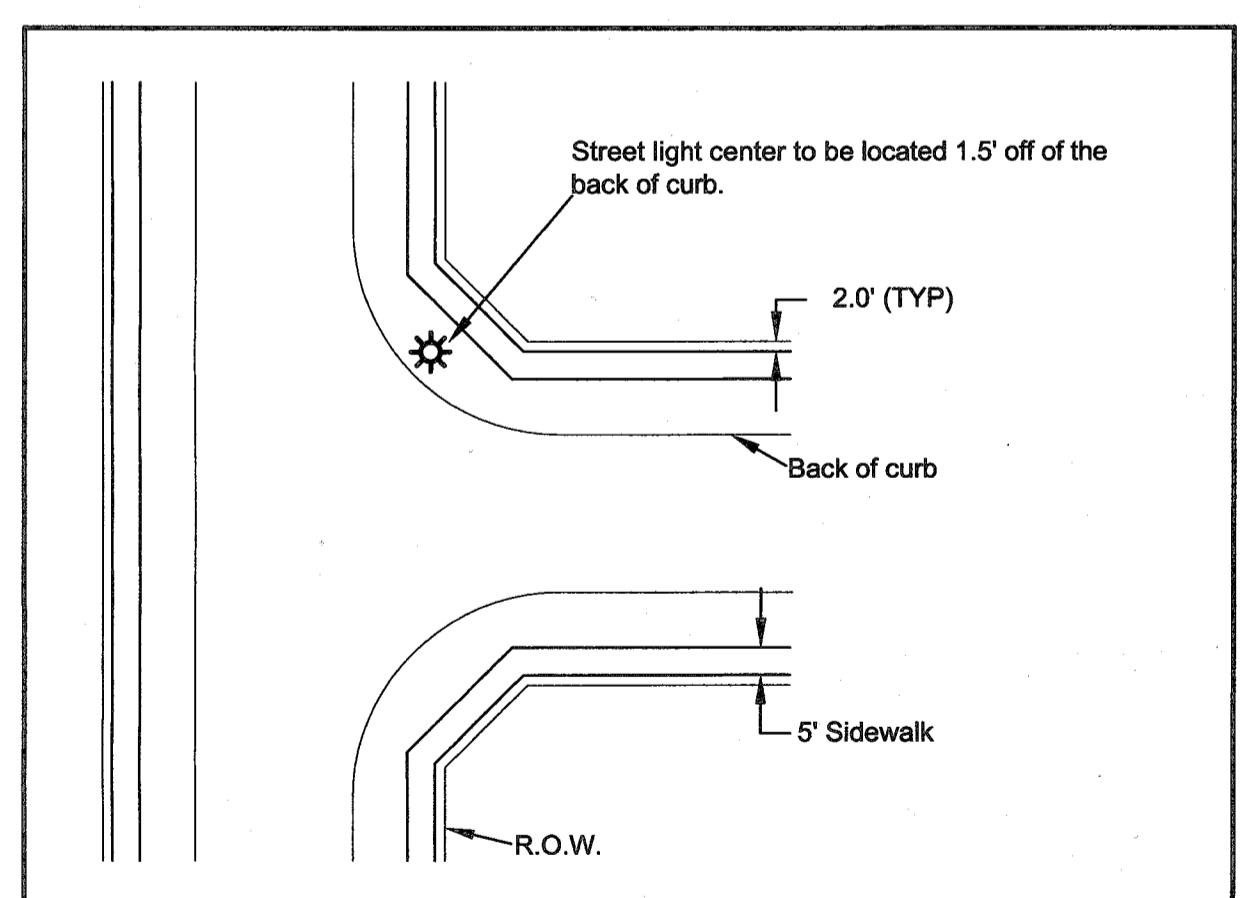 Street light center to be located 1.5' off of the
back of curb.
2.0' (TYP)
Back of curb
5' Sidewalk
R.O.W.